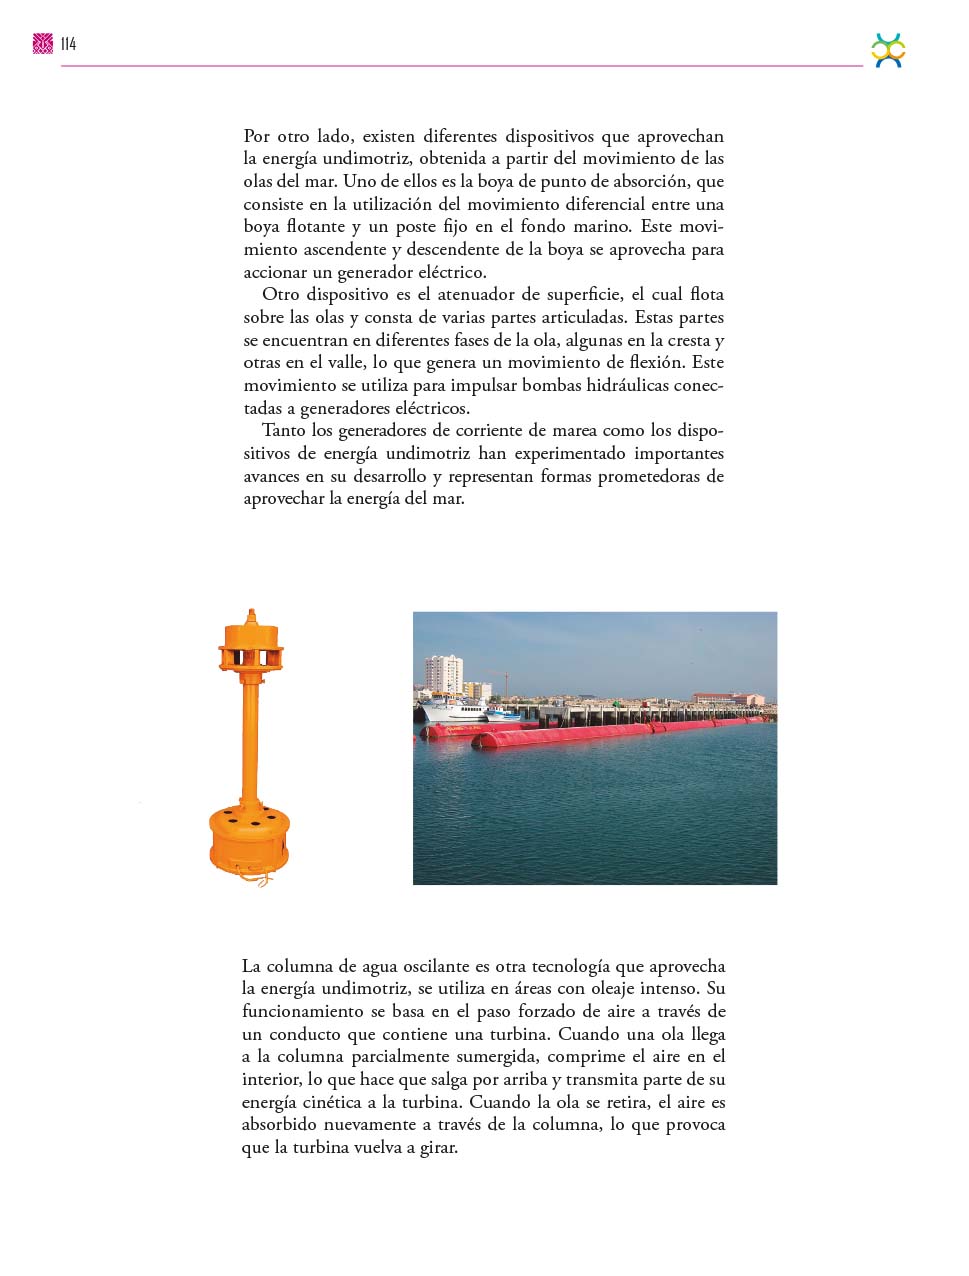 114
Por otro lado, existen diferentes dispositivos que aprovechan
la energía undimotriz, obtenida a partir del movimiento de las
olas del mar. Uno de ellos es la boya de punto de absorción, que
consiste en la utilización del movimiento diferencial entre una
boya flotante y un poste fijo en el fondo marino. Este movi-
miento ascendente y descendente de la boya se aprovecha para
accionar un generador eléctrico.
Otro dispositivo es el atenuador de superficie, el cual flota
sobre las olas y consta de varias partes articuladas. Estas partes
se encuentran en diferentes fases de la ola, algunas en la cresta y
otras en el valle, lo que genera un movimiento de flexión. Este
movimiento se utiliza para impulsar bombas hidráulicas conec-
tadas a generadores eléctricos.
Tanto los generadores de corriente de marea como los dispo-
sitivos de energía undimotriz han experimentado importantes
avances en su desarrollo y representan formas prometedoras de
aprovechar la energía del mar.
La columna de agua oscilante es otra tecnología que aprovecha
la energía undimotriz, se utiliza en áreas con oleaje intenso. Su
funcionamiento se basa en el paso forzado de aire a través de
un conducto que contiene una turbina. Cuando una ola llega
a la columna parcialmente sumergida, comprime el aire en el
interior, lo que hace que salga por arriba y transmita parte de su
energía cinética a la turbina. Cuando la ola se retira, el aire es
absorbido nuevamente a través de la columna, lo que provoca
que la turbina vuelva a girar.